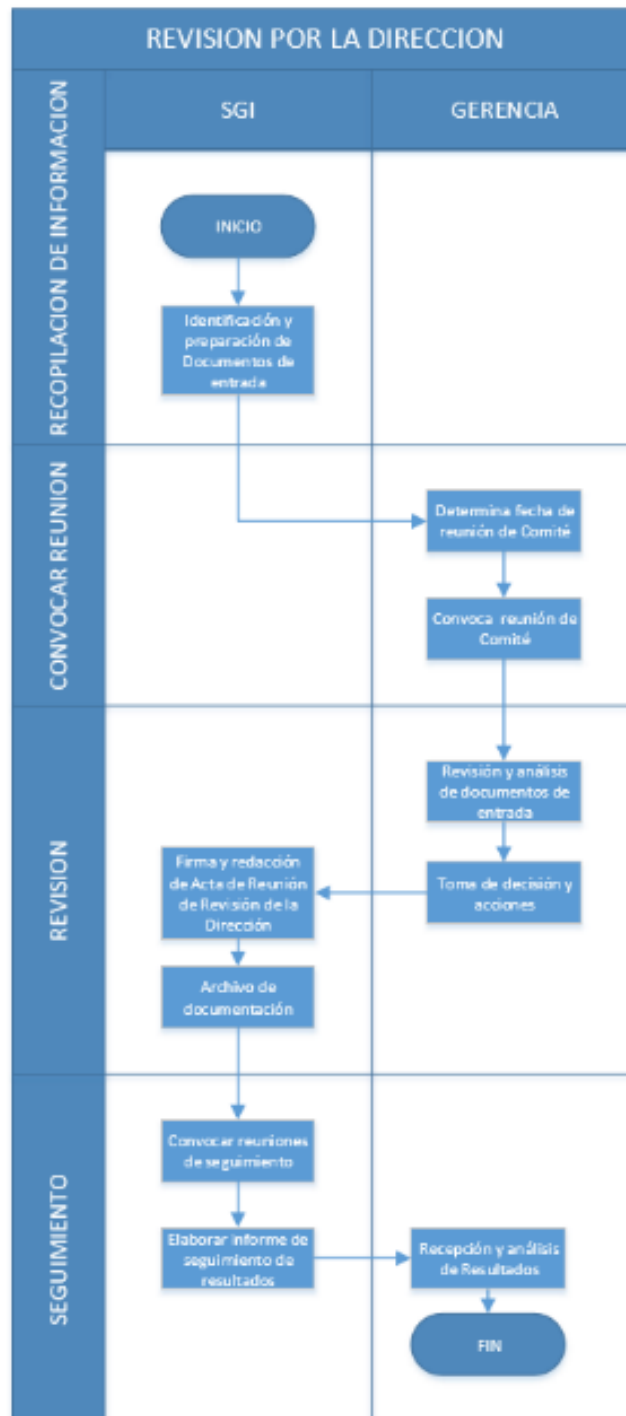 REVISION POR LA DIRECCION
SGI
GERENCIA
RECOPILACION DE INFORMACION
INICIO
Identificación y
preparación de
Documentos de
entrada
CONVOCAR REUNION
Determina fecha de
reunión de Comité
Convoca reunión de
Comité
REVISION
Revisión y análisis
de documentos de
entrada
Toma de decisión y
acciones
Firma y redacción
de Acta de Reunión
de Revisión de la
Dirección
Archivo de
documentación
SEGUIMIENTO
Convocar reuniones
de seguimiento
Elaborar informe de
seguimiento de
resultados
Recepción y análisis
de Resultados
FIN